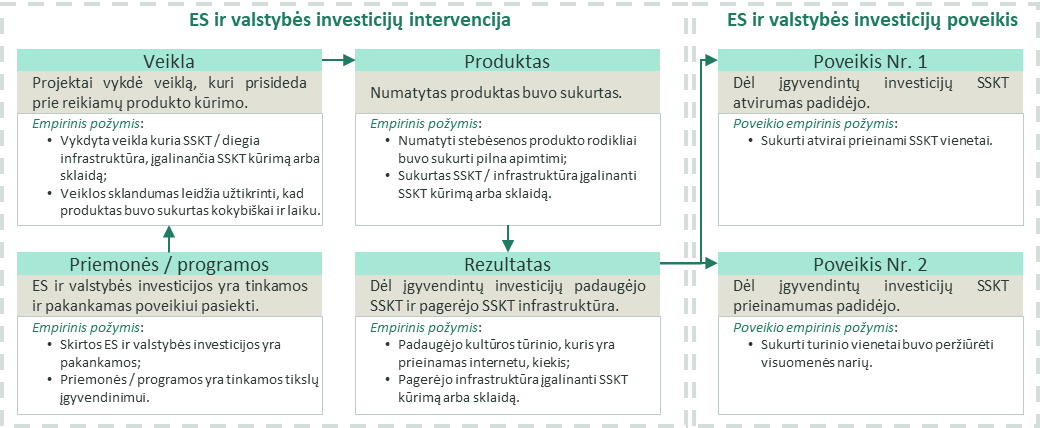 ES ir valstybės investicijų intervencija
ES ir valstybės investicijų poveikis
Veikla
Projektai vykdė veiklą, kuri prisideda
prie reikiamų produkto kūrimo.
Empirinis požymis:
• Vykdyta veikla kuria SSKT / diegia
infrastruktūra, įgalinančia SSKT kūrimą arba
sklaidą;
• Veiklos sklandumas leidžia užtikrinti, kad
produktas buvo sukurtas kokybiškai ir laiku.
Produktas
Numatytas produktas buvo sukurtas.
Empirinis požymis:
• Numatyti stebėsenos produkto rodikliai
buvo sukurti pilna apimtimi;
• Sukurtas SSKT / infrastruktūra įgalinanti
SSKT kūrimą arba sklaidą.
Poveikis Nr. 1
Dėl įgyvendintų investicijų SSKT
atvirumas padidėjo.
Poveikio empirinis požymis:
• Sukurti atvirai prieinami SSKT vienetai.
Priemonės / programos
ES ir valstybės investicijos yra tinkamos
ir pakankamas poveikiui pasiekti.
Empirinis požymis:
• Skirtos ES ir valstybės investicijos yra
pakankamos;
• Priemonės / programos yra tinkamos tikslų
įgyvendinimui.
Rezultatas
Dėl įgyvendintų investicijų padaugėjo
SSKT ir pagerėjo SSKT infrastruktūra.
Empirinis požymis:
• Padaugėjo kultūros tūrinio, kuris yra
prieinamas internetu, kiekis;
• Pagerėjo infrastruktūra įgalinanti SSKT
kūrimą arba sklaidą.
Poveikis Nr. 2
Dėl įgyvendintų investicijų SSKT
prieinamumas padidėjo.
Poveikio empirinis požymis:
• Sukurti turinio vienetai buvo peržiūrėti
visuomenės narių.